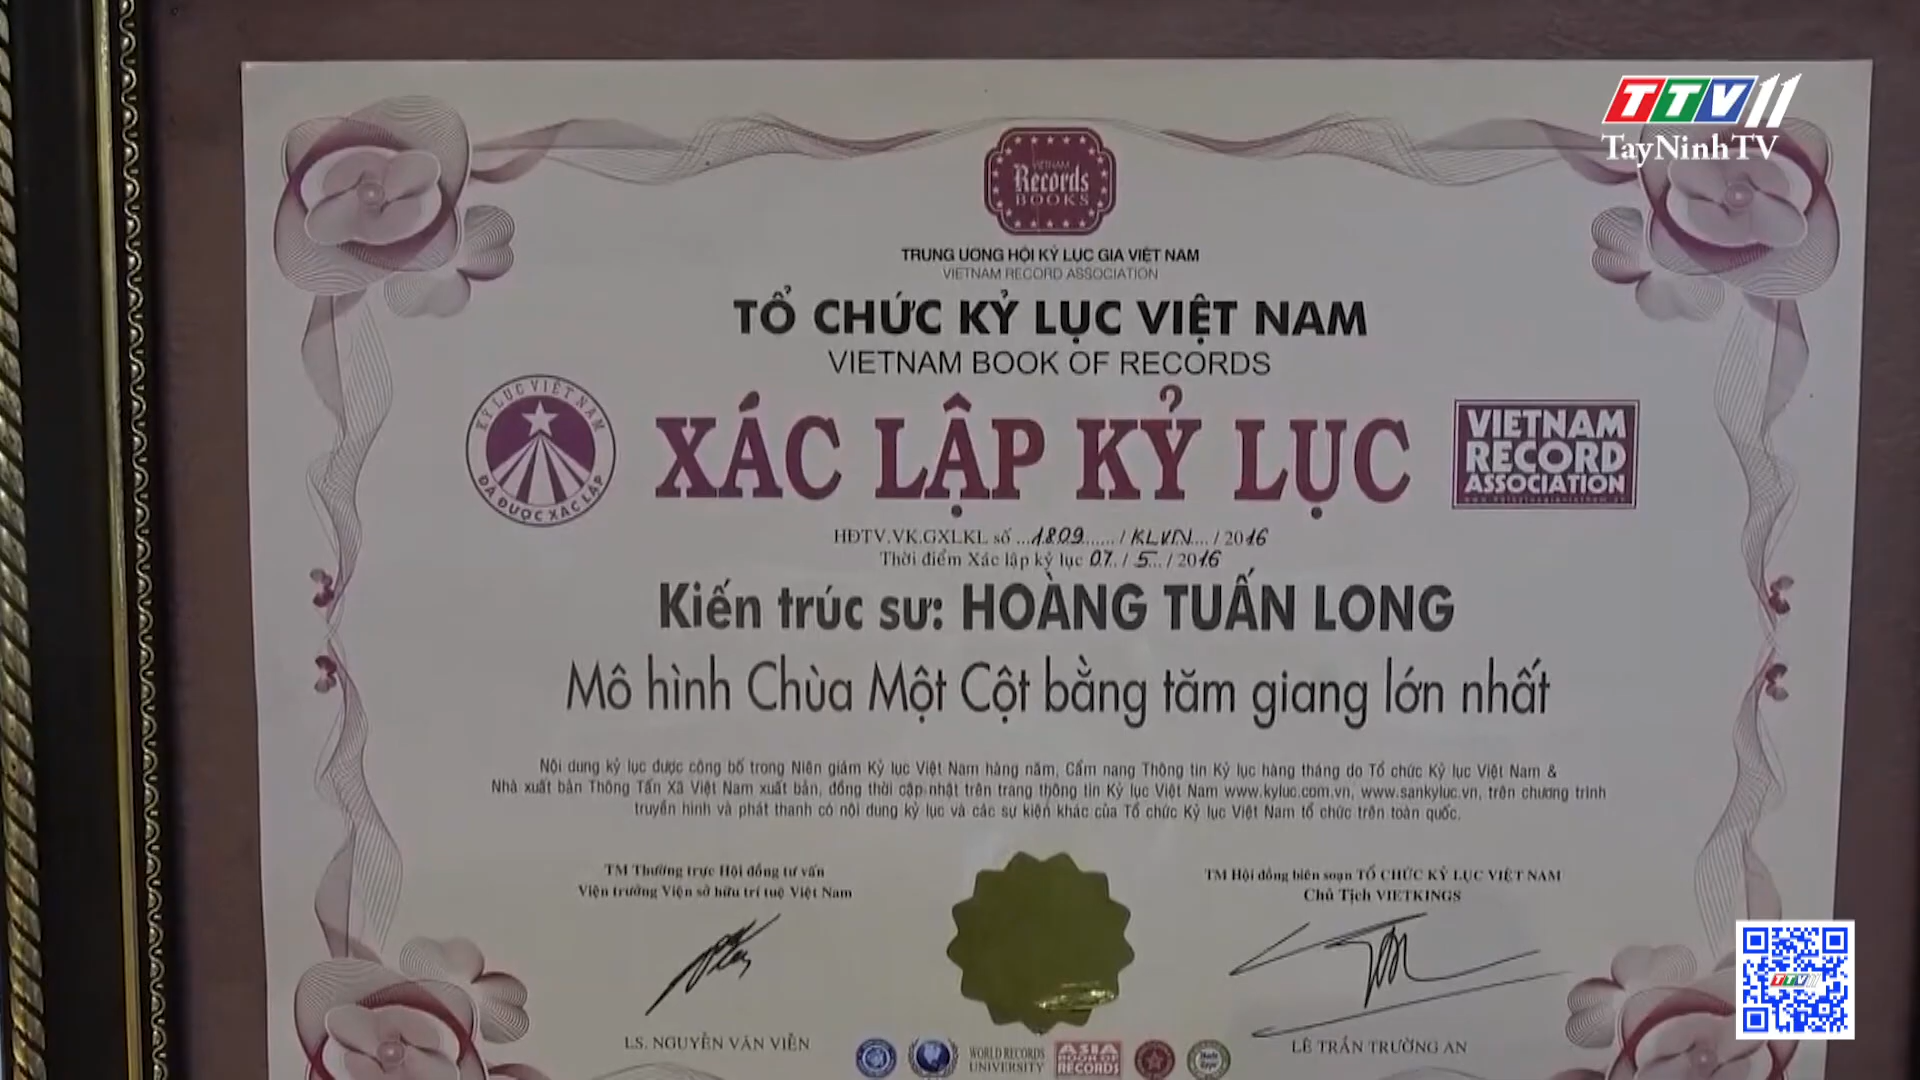 TTV11
TayNinhTV
VIETNAM
Records
BOOKS
TRUNG ƯƠNG HỘI KỶ LỤC GIA VIỆT NAM
VIETNAM RECORD ASSOCIATION
TỔ CHỨC KỶ LỤC VIỆT NAM
VIETNAM BOOK OF RECORDS
KỶ LỤC VIỆT NAM
ĐÃ ĐƯỢC XÁC LẬP
XÁC LẬP KỶ LỤC
VIETNAM
RECORD
ASSOCIATION
HĐTV.VK.GXLKL số ...1809....... / KLVN.... / 2016
Thời điểm Xác lập kỷ lục 07.. / 5... / 2016
Kiến trúc sư: HOÀNG TUẤN LONG
Mô hình Chùa Một Cột bằng tăm giang lớn nhất
Nội dung kỷ lục được công bố trong Niên giám Kỷ lục Việt Nam hàng năm, Cẩm nang Thông tin Kỷ lục hàng tháng do Tổ chức Kỷ lục Việt Nam &
Nhà xuất bản Thông Tấn Xã Việt Nam xuất bản, đồng thời cập nhật trên trang thông tin Kỷ lục Việt Nam www.kyluc.com.vn, www.sankyluc.vn, trên chương trình
truyền hình và phát thanh có nội dung kỷ lục và các sự kiện khác của Tổ chức Kỷ lục Việt Nam tổ chức trên toàn quốc.
TM Thường trực Hội đồng tư vấn
Viện trưởng Viện sở hữu trí tuệ Việt Nam
TM Hội đồng biên soạn TỔ CHỨC KỶ LỤC VIỆT NAM
Chủ Tịch VIETKINGS
LS. NGUYỄN VĂN VIỄN
LÊ TRẦN TRƯỜNG AN
WORLD RECORDS
UNIVERSITY
ASIA
BOOK OF
RECORDS
TTV11